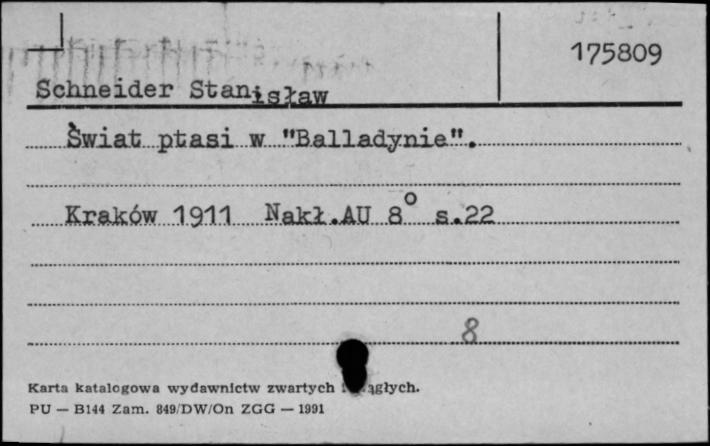 175809
Schneider Stanisław
Świat ptasi w "Balladynie".
Kraków 1911 Nakł.AU 8° s.22
8
Karta katalogowa wydawnictw zwartych
PU — B144 Zam. 849/DW/On ZGG — 1991